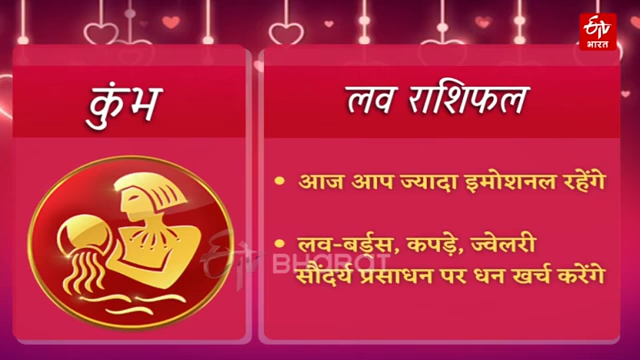 ETV
भारत
कुंभ
लव राशिफल
• आज आप ज्यादा इमोशनल रहेंगे
• लव-बर्ड्स, कपड़े, ज्वेलरी
सौंदर्य प्रसाधन पर धन खर्च करेंगे
ETV BHARAT